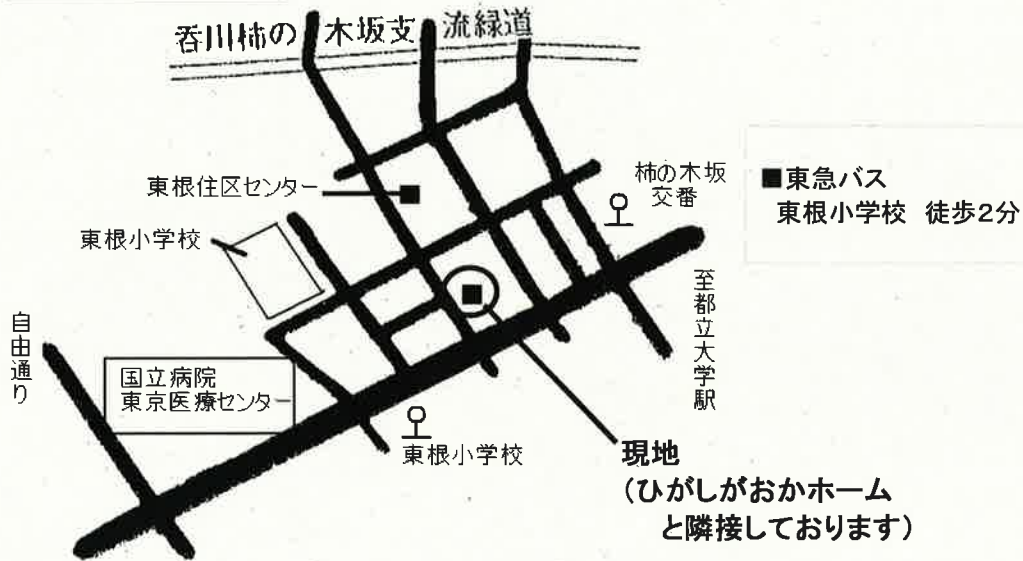 呑川柿の木坂支流緑道
東根住区センター
柿の木坂
交番
■東急バス
東根小学校 徒歩2分
東根小学校
自由通り
至都立大学駅
国立病院
東京医療センター
東根小学校
現地
(ひがしがおかホーム
と隣接しております)